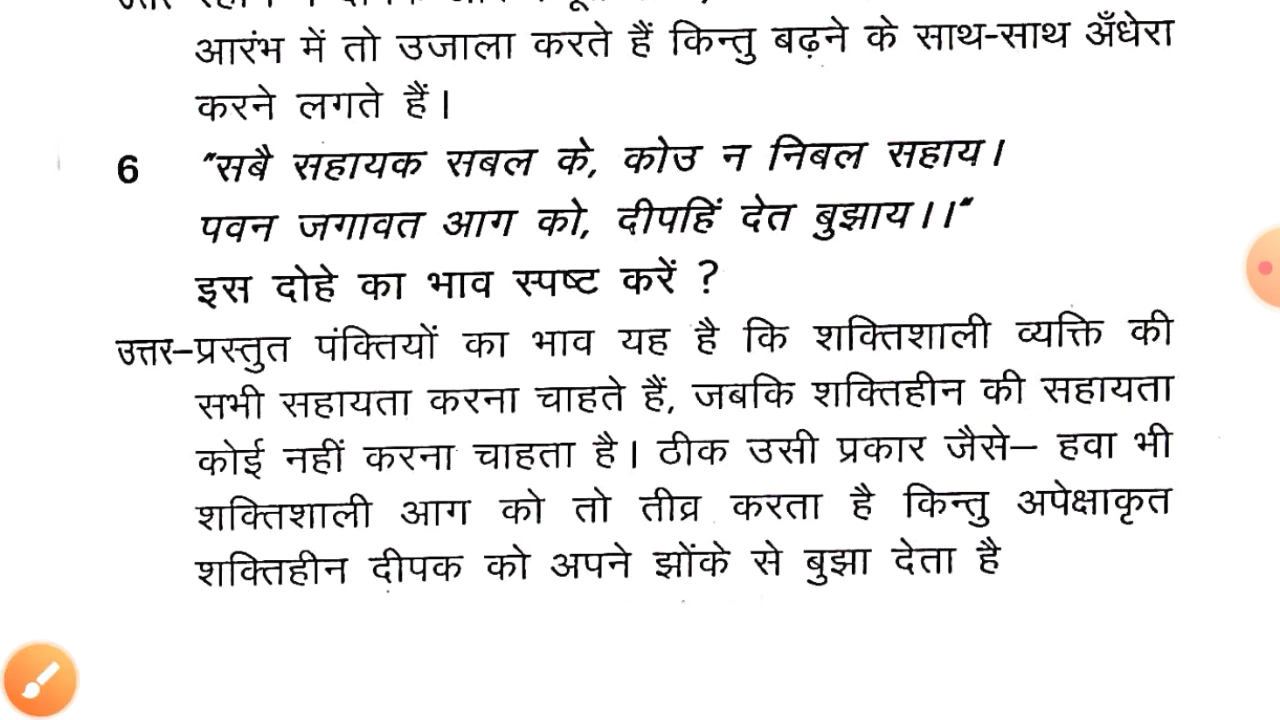 आरंभ में तो उजाला करते हैं किन्तु बढ़ने के साथ-साथ अँधेरा
करने लगते हैं।
6 "सबै सहायक सबल के, कोउ न निबल सहाय।
पवन जगावत आग को, दीपहिं देत बुझाय।।"
इस दोहे का भाव स्पष्ट करें ?
उत्तर–प्रस्तुत पंक्तियों का भाव यह है कि शक्तिशाली व्यक्ति की
सभी सहायता करना चाहते हैं, जबकि शक्तिहीन की सहायता
कोई नहीं करना चाहता है। ठीक उसी प्रकार जैसे– हवा भी
शक्तिशाली आग को तो तीव्र करता है किन्तु अपेक्षाकृत
शक्तिहीन दीपक को अपने झोंके से बुझा देता है